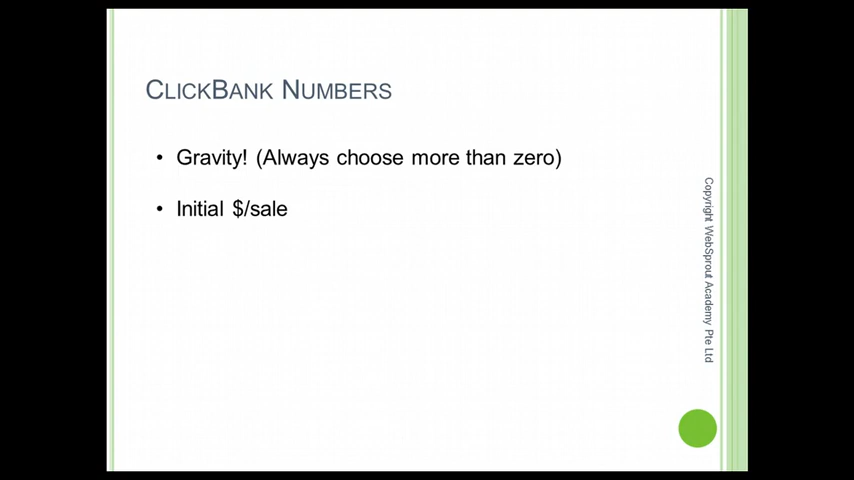 ClickBank Numbers
• Gravity! (Always choose more than zero)
• Initial $/sale
Copyright WebSprout Academy Pte Ltd